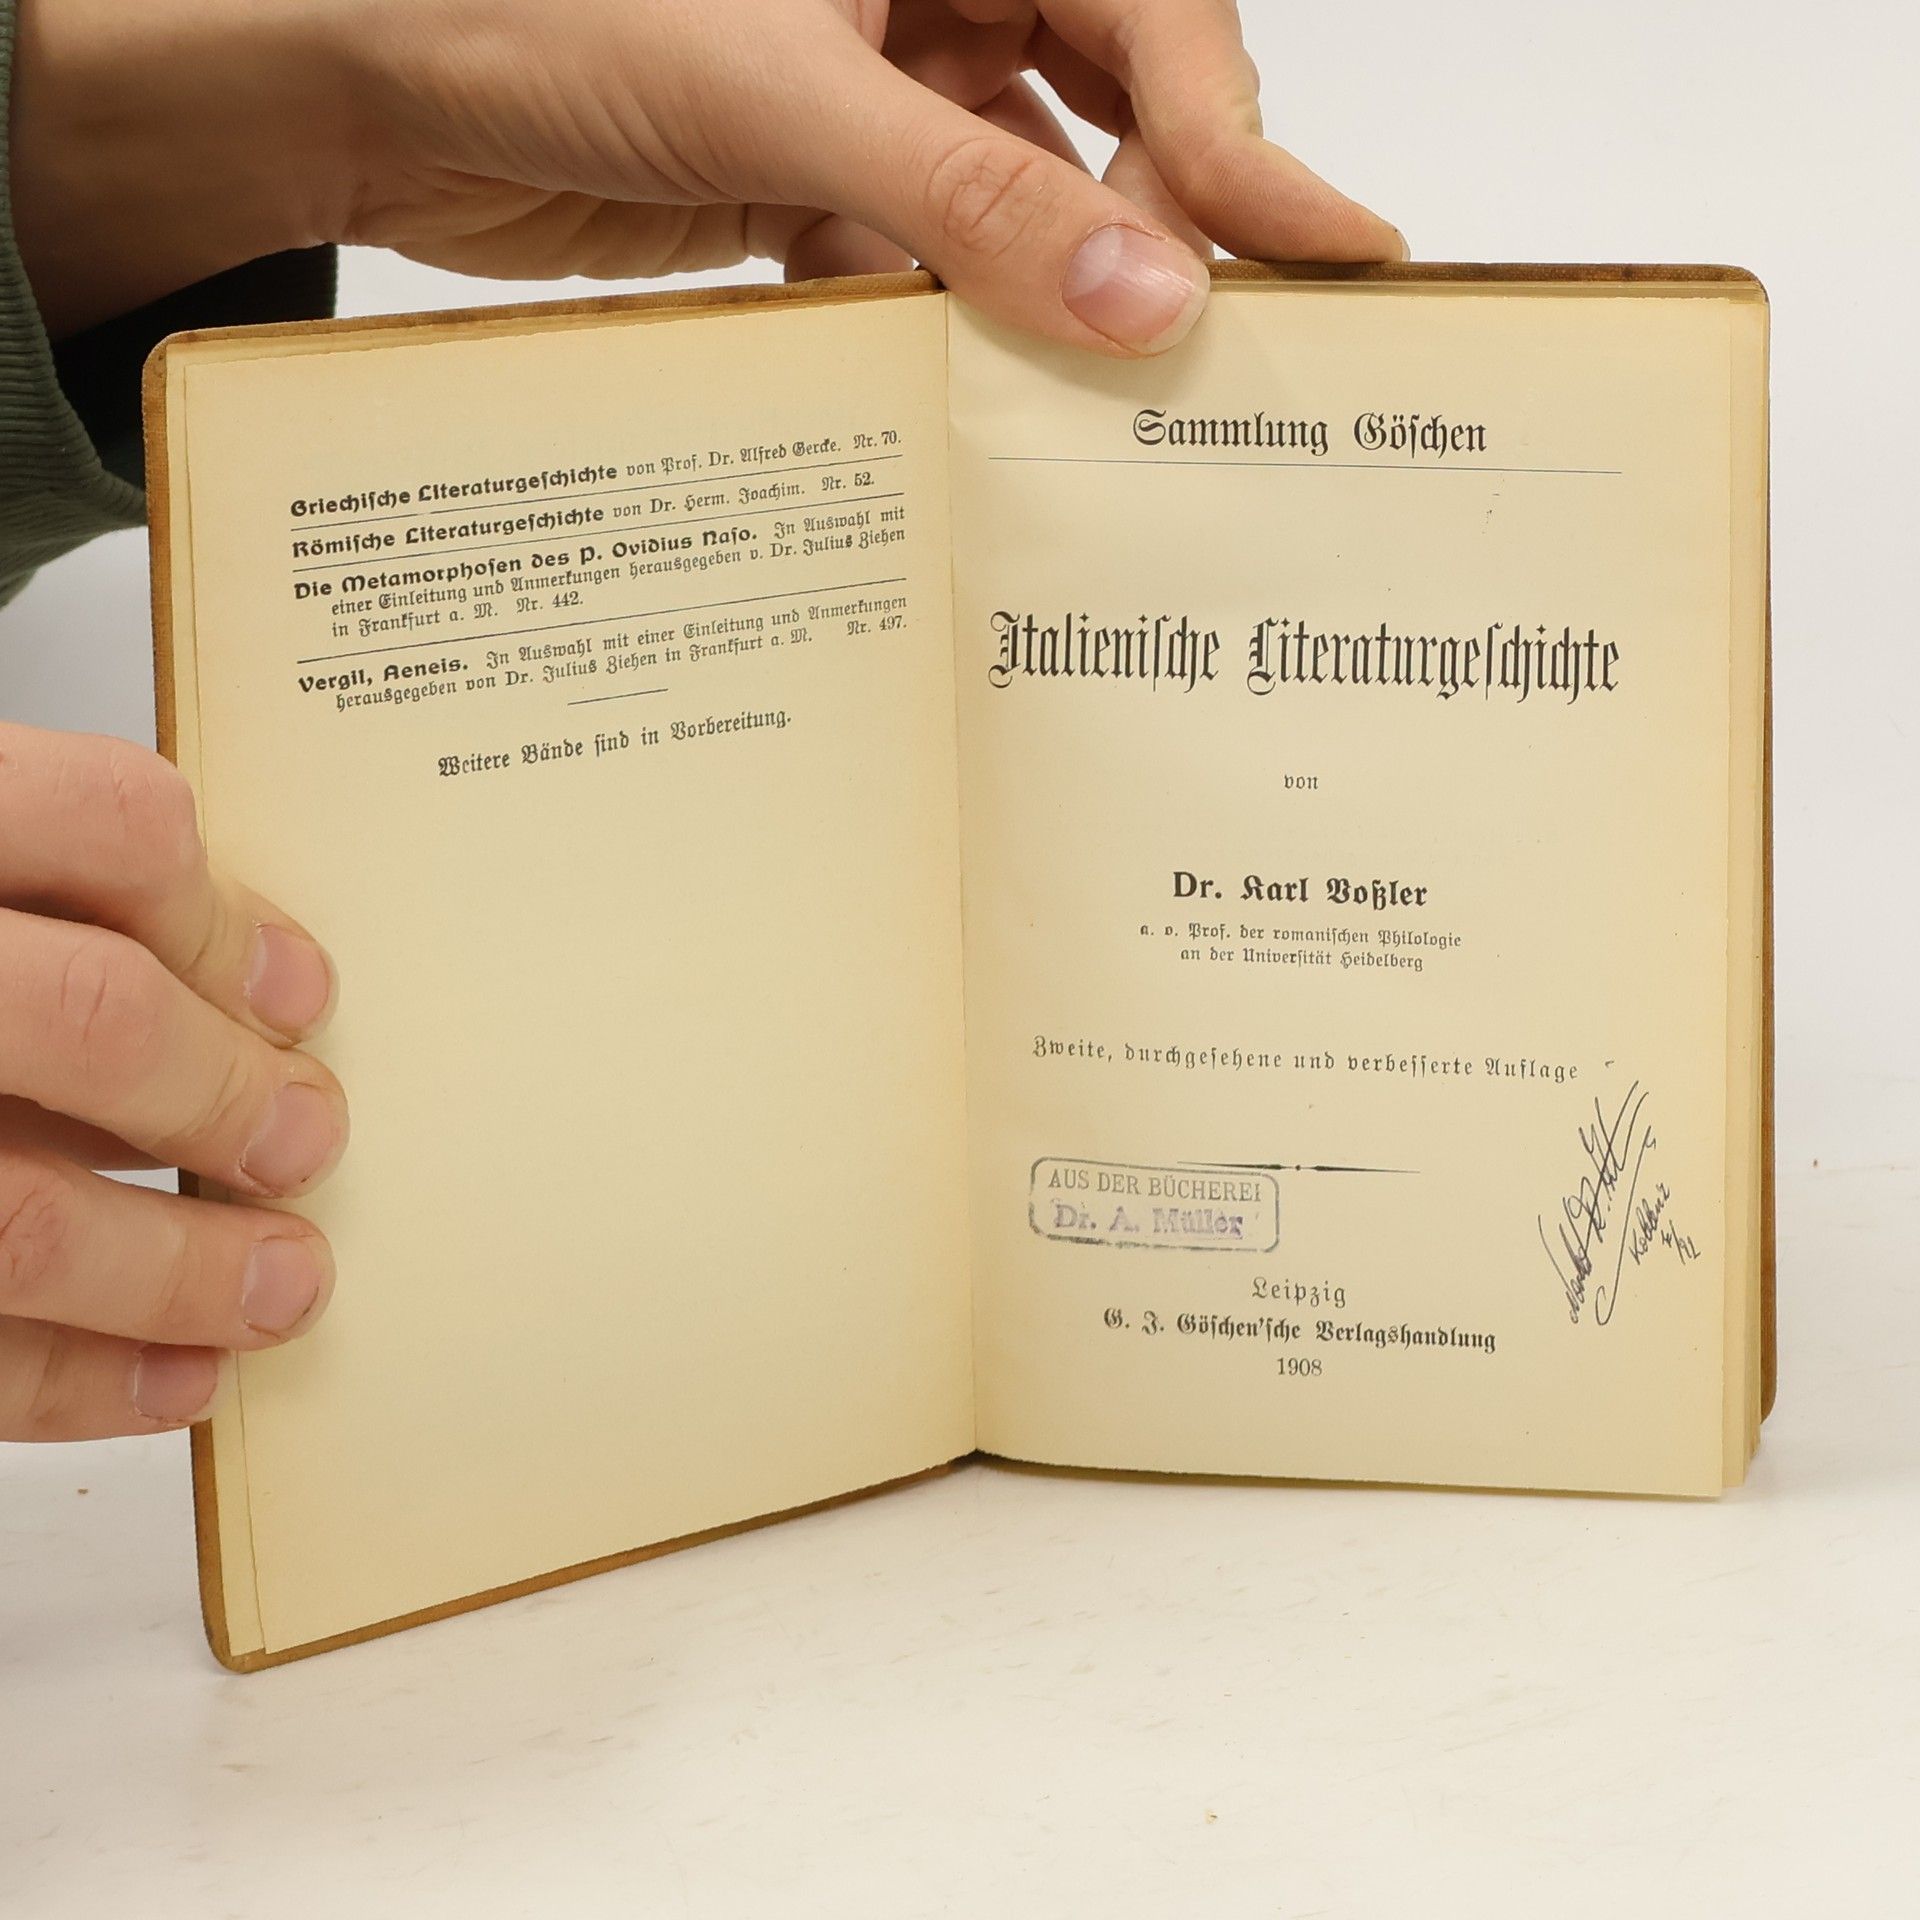 Griechische Literaturgeschichte von Prof. Dr. Alfred Gercke. Nr. 70.
Römische Literaturgeschichte von Dr. Herm. Joachim. Nr. 52.
Die Metamorphosen des P. Ovidius Naso. In Auswahl mit
einer Einleitung und Anmerkungen herausgegeben v. Dr. Julius Ziehen
in Frankfurt a. M. Nr. 442.
Vergil, Aeneis. In Auswahl mit einer Einleitung und Anmerkungen
herausgegeben von Dr. Julius Ziehen in Frankfurt a. M. Nr. 497.
Weitere Bände sind in Vorbereitung.
Sammlung Göschen
Italienische Literaturgeschichte
von
Dr. Karl Voßler
a. o. Prof. der romanischen Philologie
an der Universität Heidelberg
Zweite, durchgesehene und verbesserte Auflage
AUS DER BÜCHEREI
Dr. A. Müller
Koblenz
Leipzig
G. J. Göschen'sche Verlagshandlung
1908